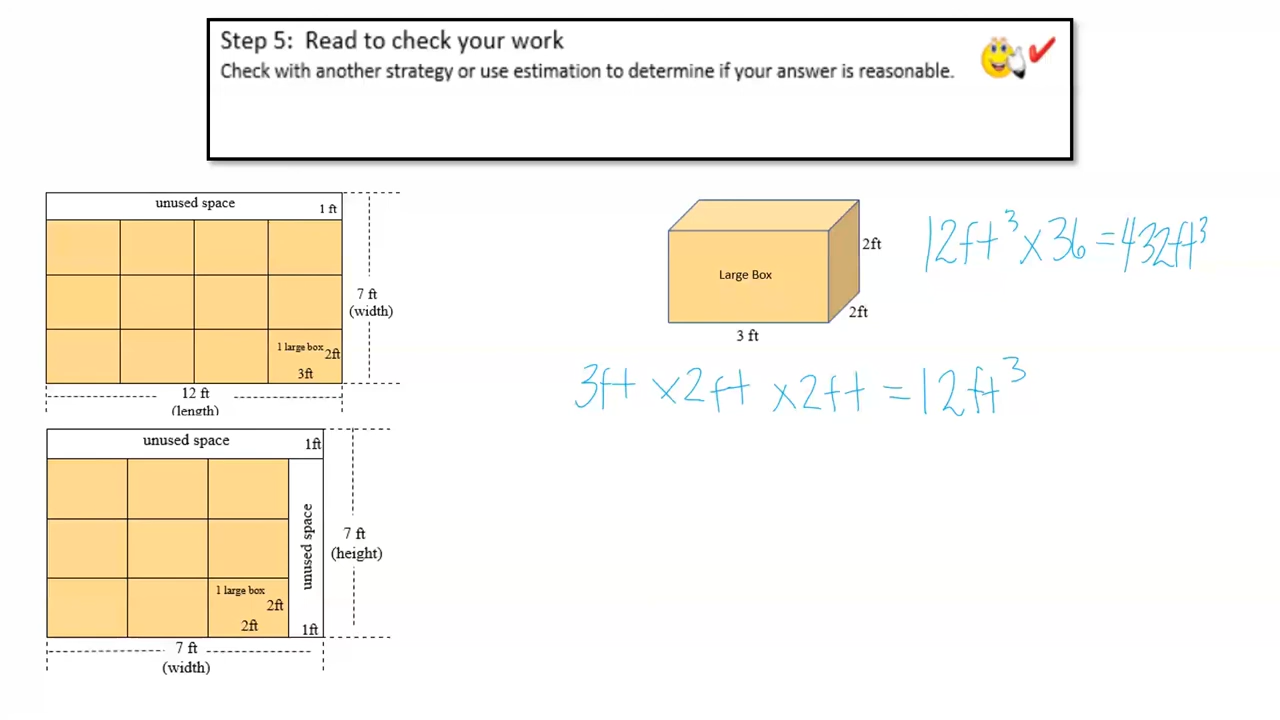 Step 5: Read to check your work
Check with another strategy or use estimation to determine if your answer is reasonable.
unused space
1 ft
7 ft
(width)
1 large box
2ft
3ft
12 ft
(length)
unused space
1ft
unused space
7 ft
(height)
1 large box
2ft
2ft
1ft
7 ft
(width)
Large Box
2ft
2ft
3 ft
12ft³ x 36 = 432ft³
3ft x 2ft x 2ft = 12ft³